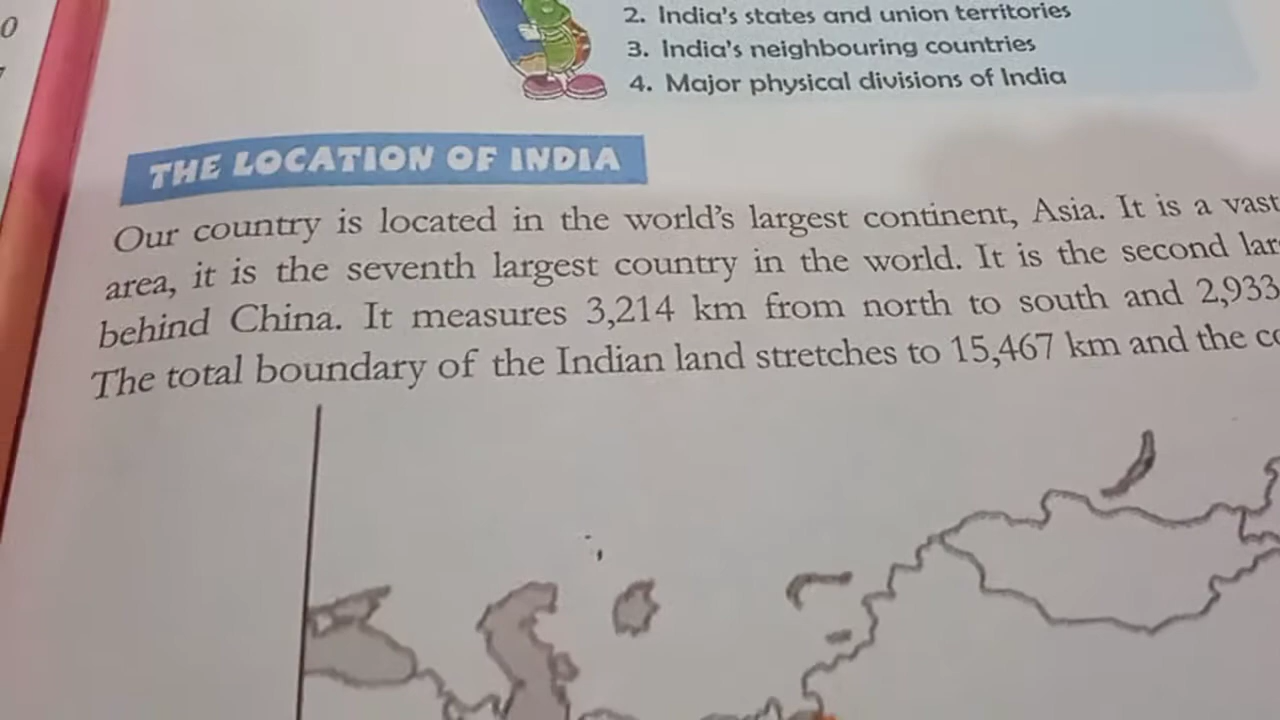 0
2. India's states and union territories
3. India's neighbouring countries
4. Major physical divisions of India
THE LOCATION OF INDIA
Our country is located in the world's largest continent, Asia. It is a vast
area, it is the seventh largest country in the world. It is the second
behind China. It measures 3,214 km from north to south and 2,933
The total boundary of the Indian land stretches to 15,467 km and the